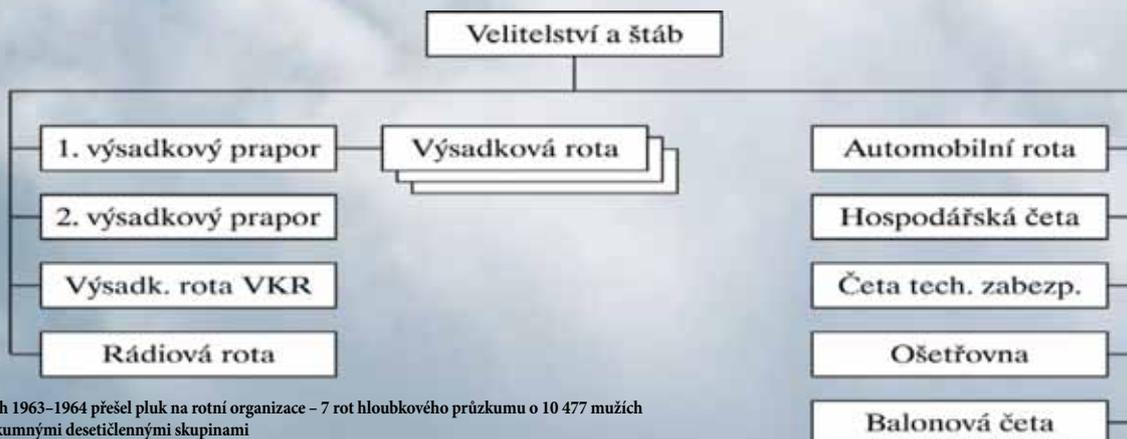 Velitelství a štáb
1. výsadkový prapor
Výsadková rota
Automobilní rota
2. výsadkový prapor
Hospodářská četa
Výsadk. rota VKR
Četa tech. zabezp.
Rádiová rota
Ošetřovna
Balonová četa
1963–1964 přešel pluk na rotní organizace – 7 rot hloubkového průzkumu o 10 477 mužích
desetičlennými skupinami